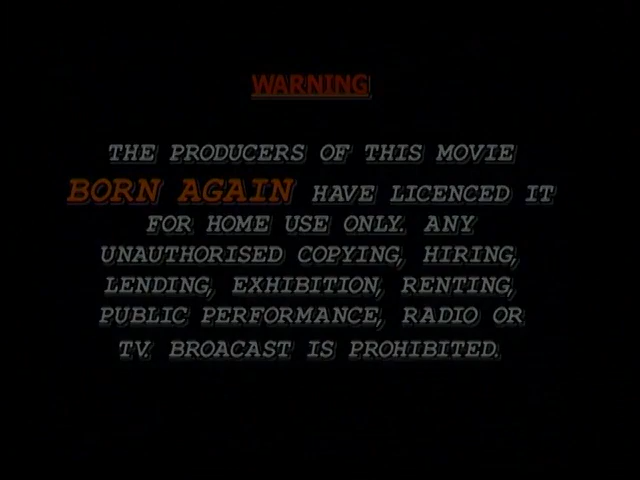 WARNING
THE PRODUCERS OF THIS MOVIE
BORN AGAIN HAVE LICENCED IT
FOR HOME USE ONLY. ANY
UNAUTHORISED COPYING, HIRING,
LENDING, EXHIBITION, RENTING,
PUBLIC PERFORMANCE, RADIO OR
TV. BROACAST IS PROHIBITED.